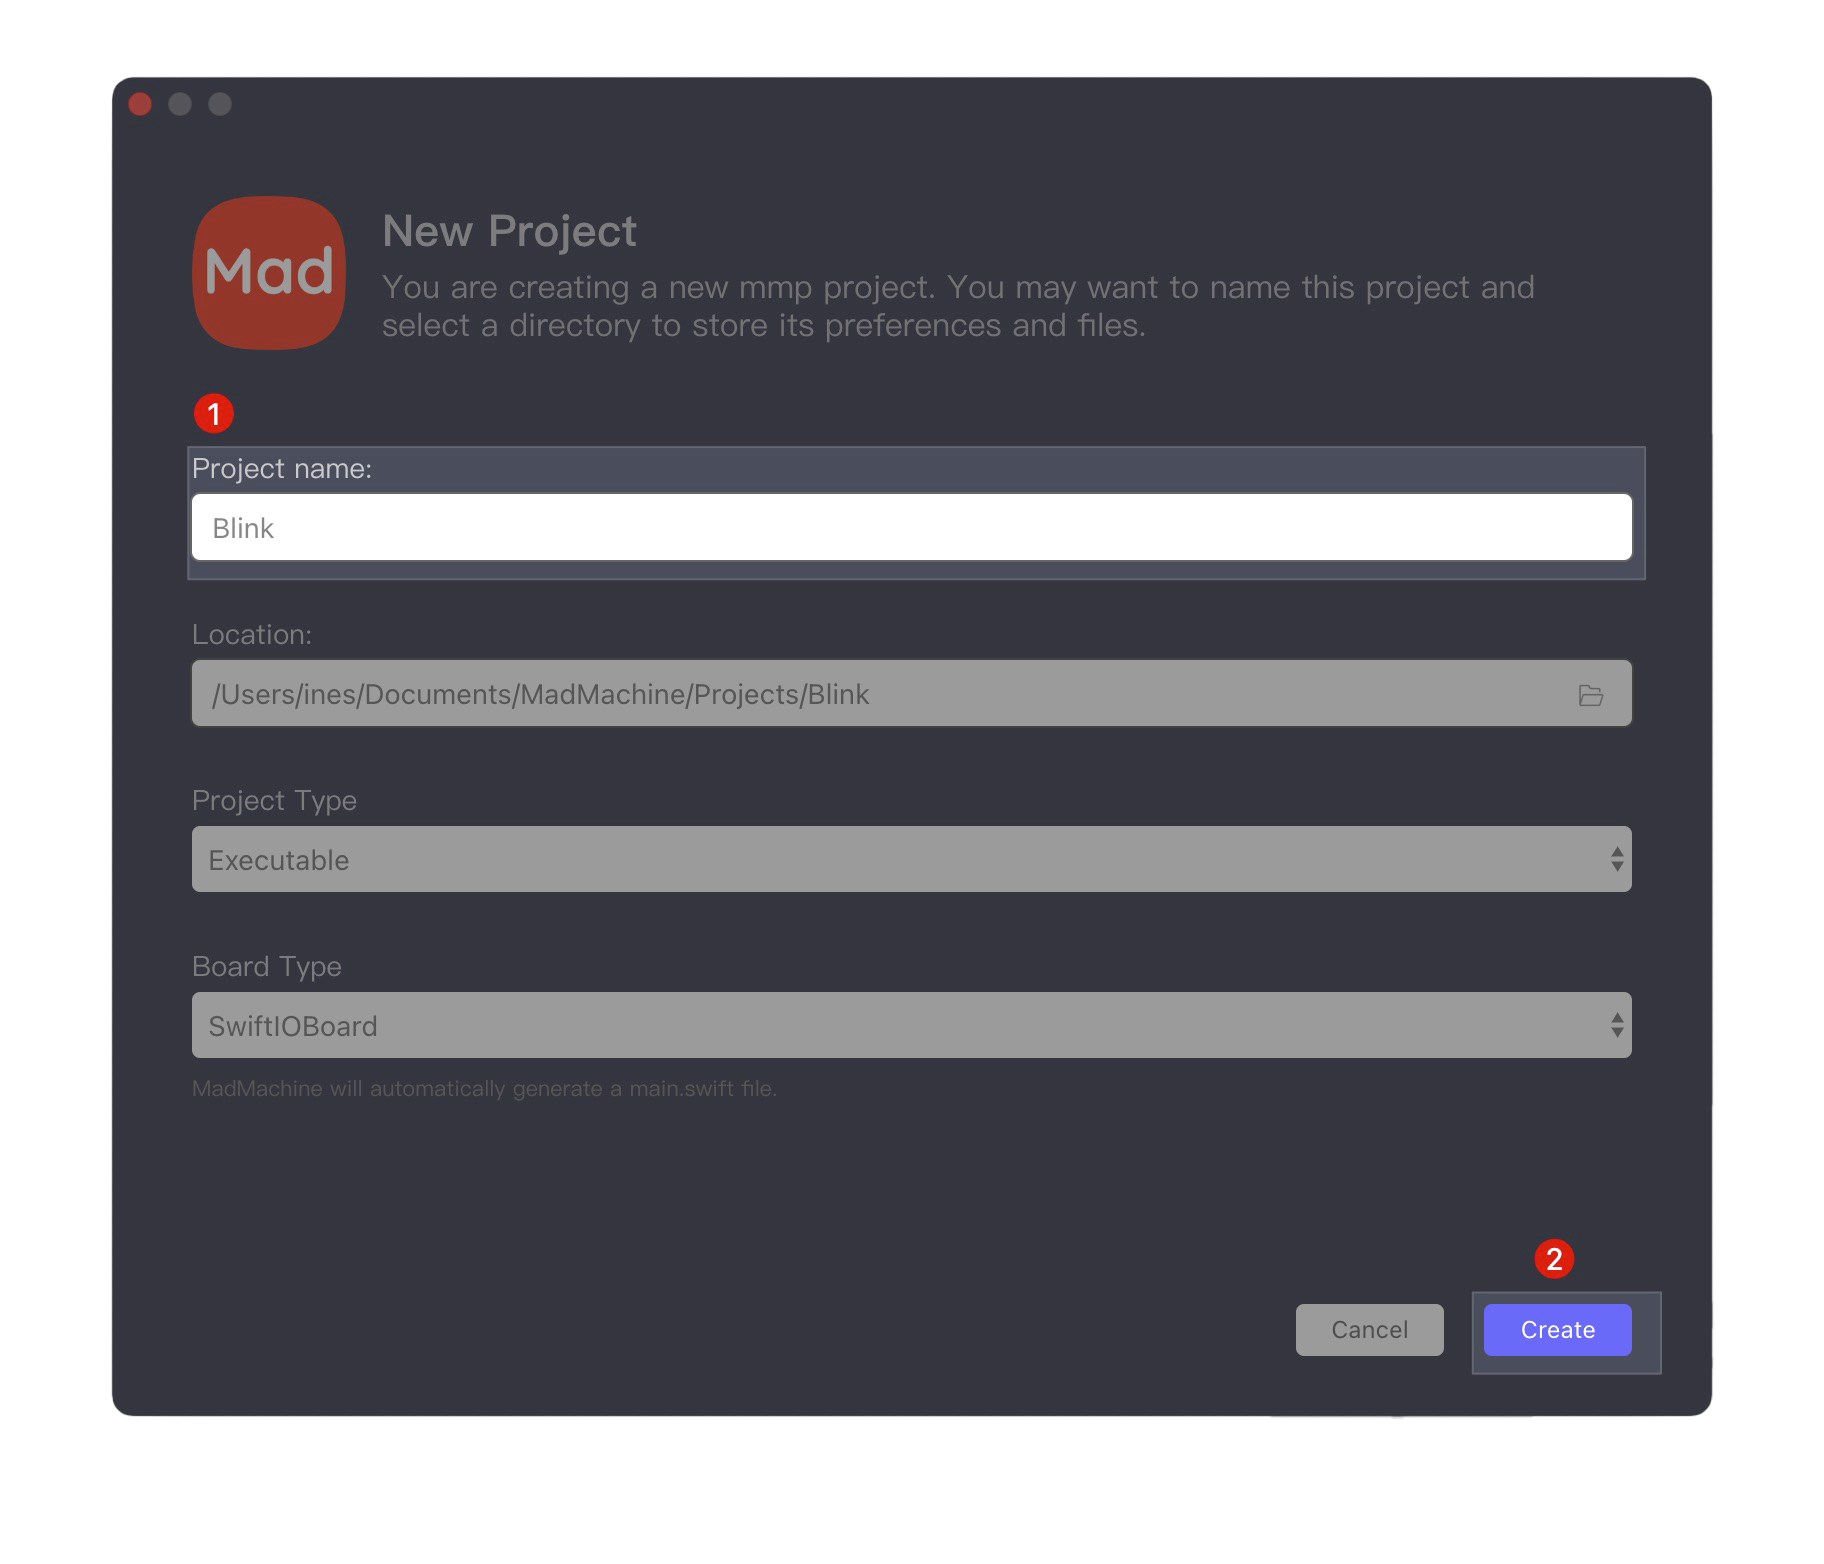 Mad
New Project
You are creating a new mmp project. You may want to name this project and
select a directory to store its preferences and files.
1
Project name:
Blink
Location:
/Users/ines/Documents/MadMachine/Projects/Blink
Project Type
Executable
Board Type
SwiftIOBoard
MadMachine will automatically generate a main.swift file.
2
Cancel
Create